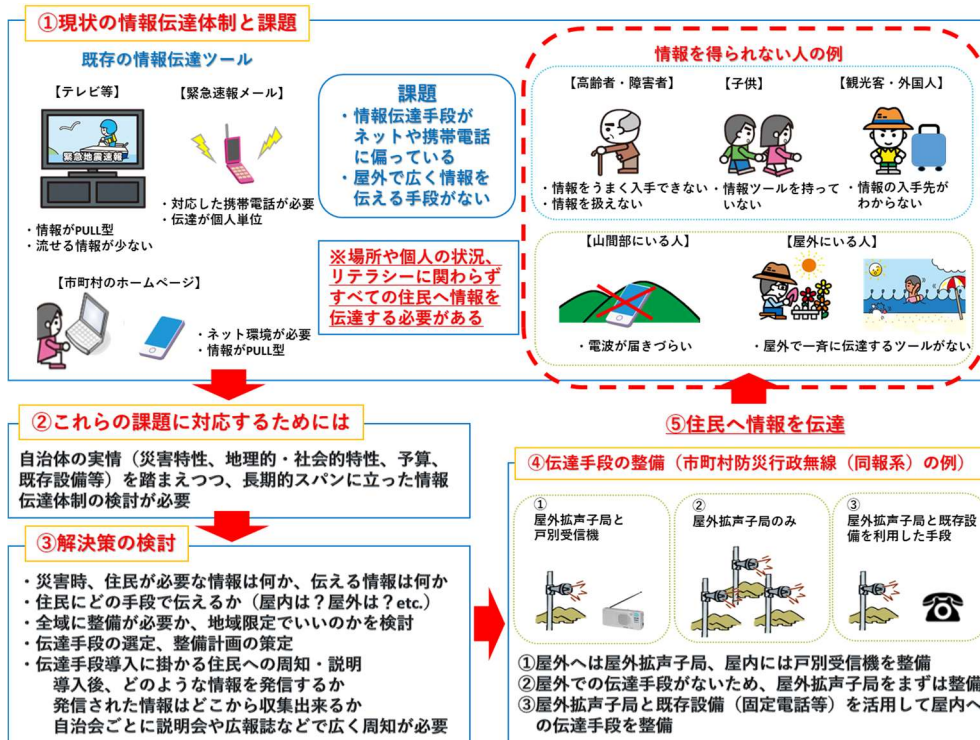 ①現状の情報伝達体制と課題
既存の情報伝達ツール
【テレビ等】
緊急地震速報
・情報がPULL型
・流せる情報が少ない
【緊急速報メール】
・対応した携帯電話が必要
・伝達が個人単位
【市町村のホームページ】
・ネット環境が必要
・情報がPULL型
課題
・情報伝達手段が
ネットや携帯電話
に偏っている
・屋外で広く情報を
伝える手段がない
※場所や個人の状況、
リテラシーに関わらず
すべての住民へ情報を
伝達する必要がある
情報を得られない人の例
【高齢者・障害者】
・情報をうまく入手できない
・情報を扱えない
【子供】
・情報ツールを持って
いない
【観光客・外国人】
・情報の入手先が
わからない
【山間部にいる人】
・電波が届きづらい
【屋外にいる人】
・屋外で一斉に伝達するツールがない
②これらの課題に対応するためには
自治体の実情（災害特性、地理的・社会的特性、予算、
既存設備等）を踏まえつつ、長期的スパンに立った情報
伝達体制の検討が必要
③解決策の検討
・災害時、住民が必要な情報は何か、伝える情報は何か
・住民にどの手段で伝えるか（屋内は？屋外は？etc.）
・全域に整備が必要か、地域限定でいいのかを検討
・伝達手段の選定、整備計画の策定
・伝達手段導入に掛かる住民への周知・説明
導入後、どのような情報を発信するか
発信された情報はどこから収集出来るか
自治会ごとに説明会や広報誌などで広く周知が必要
⑤住民へ情報を伝達
④伝達手段の整備（市町村防災行政無線（同報系）の例）
①
屋外拡声子局と
戸別受信機
②
屋外拡声子局のみ
③
屋外拡声子局と既存設
備を利用した手段
①屋外へは屋外拡声子局、屋内には戸別受信機を整備
②屋外での伝達手段がないため、屋外拡声子局をまずは整備
③屋外拡声子局と既存設備（固定電話等）を活用して屋内へ
の伝達手段を整備